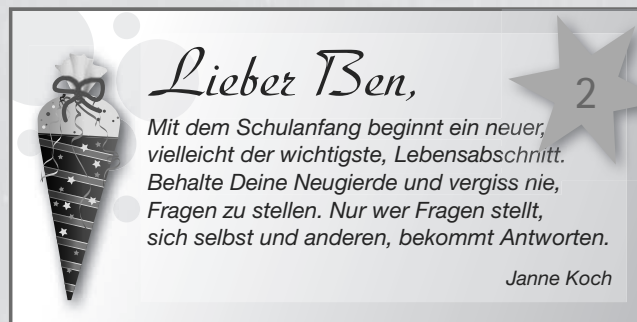 Lieber Ben,
2
Mit dem Schulanfang beginnt ein neuer,
vielleicht der wichtigste, Lebensabschnitt.
Behalte Deine Neugierde und vergiss nie,
Fragen zu stellen. Nur wer Fragen stellt,
sich selbst und anderen, bekommt Antworten.
Janne Koch